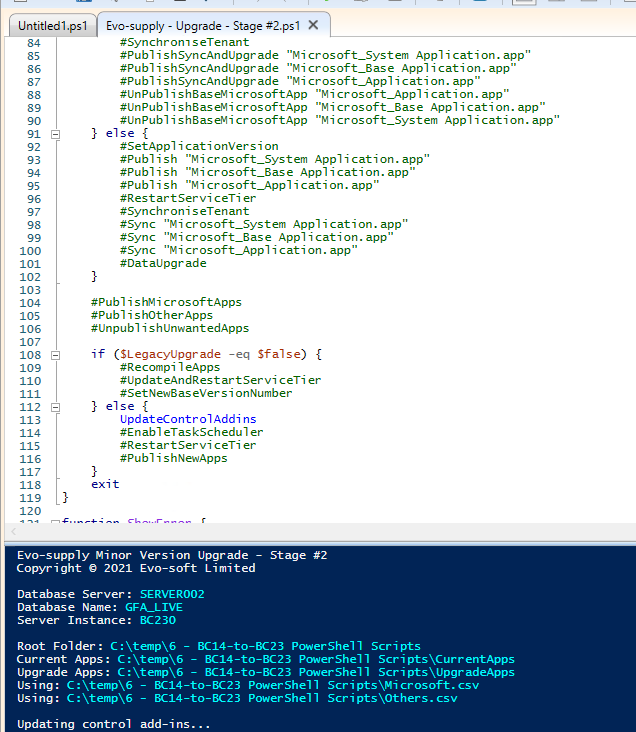 Untitled1.ps1 Evo-supply - Upgrade - Stage #2.ps1 X
84 #SynchroniseTenant
85 #PublishSyncAndUpgrade "Microsoft_System Application.app"
86 #PublishSyncAndUpgrade "Microsoft_Base Application.app"
87 #PublishSyncAndUpgrade "Microsoft_Application.app"
88 #UnPublishBaseMicrosoftApp "Microsoft_Application.app"
89 #UnPublishBaseMicrosoftApp "Microsoft_Base Application.app"
90 #UnPublishBaseMicrosoftApp "Microsoft_System Application.app"
91 } else {
92 #SetApplicationVersion
93 #Publish "Microsoft_System Application.app"
94 #Publish "Microsoft_Base Application.app"
95 #Publish "Microsoft_Application.app"
96 #RestartServiceTier
97 #SynchroniseTenant
98 #Sync "Microsoft_System Application.app"
99 #Sync "Microsoft_Base Application.app"
100 #Sync "Microsoft_Application.app"
101 #DataUpgrade
102 }
103
104 #PublishMicrosoftApps
105 #PublishOtherApps
106 #UnpublishUnwantedApps
107
108 if ($LegacyUpgrade -eq $false) {
109 #RecompileApps
110 #UpdateAndRestartServiceTier
111 #SetNewBaseVersionNumber
112 } else {
113 UpdateControlAddins
114 #EnableTaskScheduler
115 #RestartServiceTier
116 #PublishNewApps
117 }
118 exit
119 }
120
121 function ShowError {
Evo-supply Minor Version Upgrade - Stage #2
Copyright © 2021 Evo-soft Limited
Database Server: SERVER002
Database Name: GFA_LIVE
Server Instance: BC230
Root Folder: C:\temp\6 - BC14-to-BC23 PowerShell Scripts
Current Apps: C:\temp\6 - BC14-to-BC23 PowerShell Scripts\CurrentApps
Upgrade Apps: C:\temp\6 - BC14-to-BC23 PowerShell Scripts\UpgradeApps
Using: C:\temp\6 - BC14-to-BC23 PowerShell Scripts\Microsoft.csv
Using: C:\temp\6 - BC14-to-BC23 PowerShell Scripts\Others.csv
Updating control add-ins...